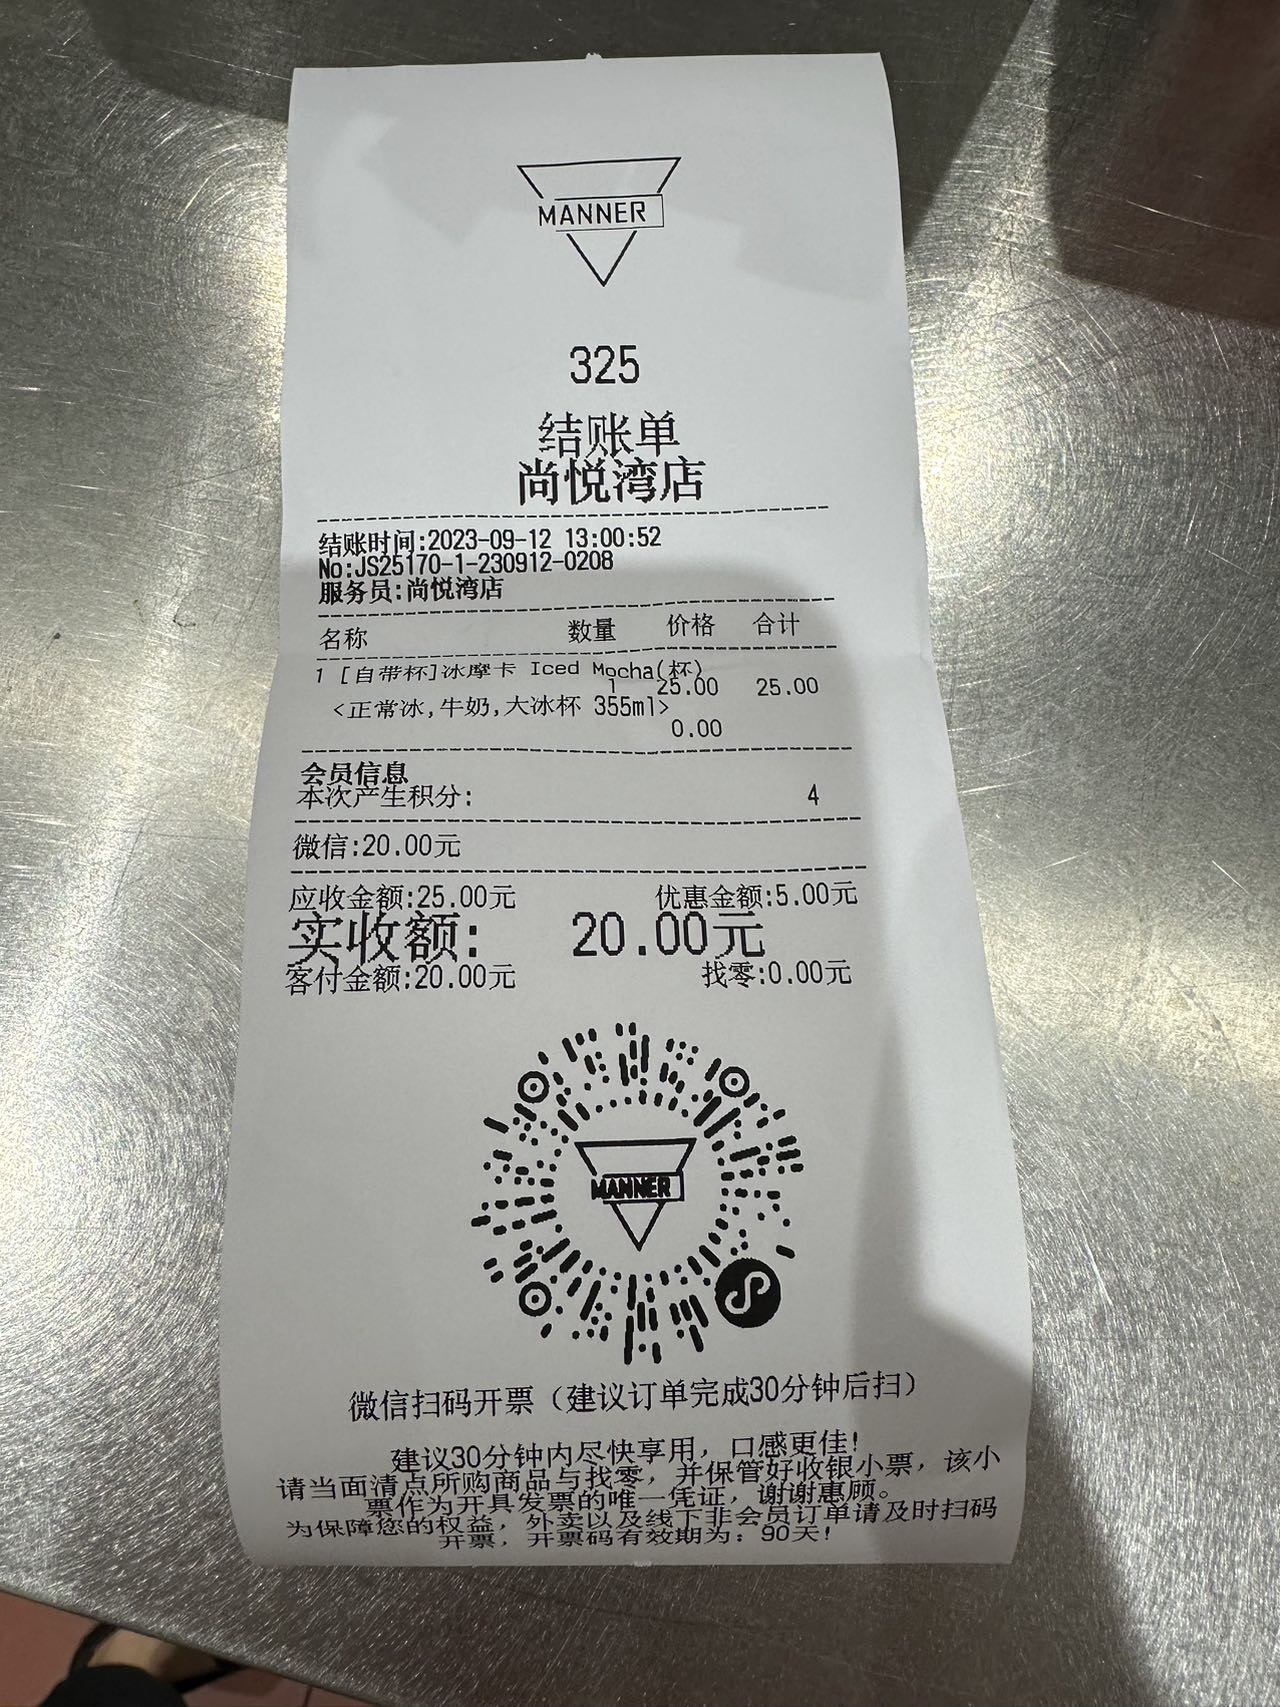 MANNER
325
结账单
尚悦湾店
结账时间:2023-09-12 13:00:52
No:JS25170-1-230912-0208
服务员:尚悦湾店
名称 数量 价格 合计
1 [自带杯]冰摩卡 Iced Mocha(杯)
1 25.00 25.00
<正常冰,牛奶,大冰杯 355ml>
0.00
会员信息
本次产生积分: 4
微信:20.00元
应收金额:25.00元 优惠金额:5.00元
实收额: 20.00元
客付金额:20.00元 找零:0.00元
MANNER
微信扫码开票（建议订单完成30分钟后扫）
建议30分钟内尽快享用，口感更佳！
请当面清点所购商品与找零，并保管好收银小票，该小
票作为开具发票的唯一凭证，谢谢惠顾。
为保障您的权益，外卖以及线下非会员订单请及时扫码
开票，开票码有效期为：90天！